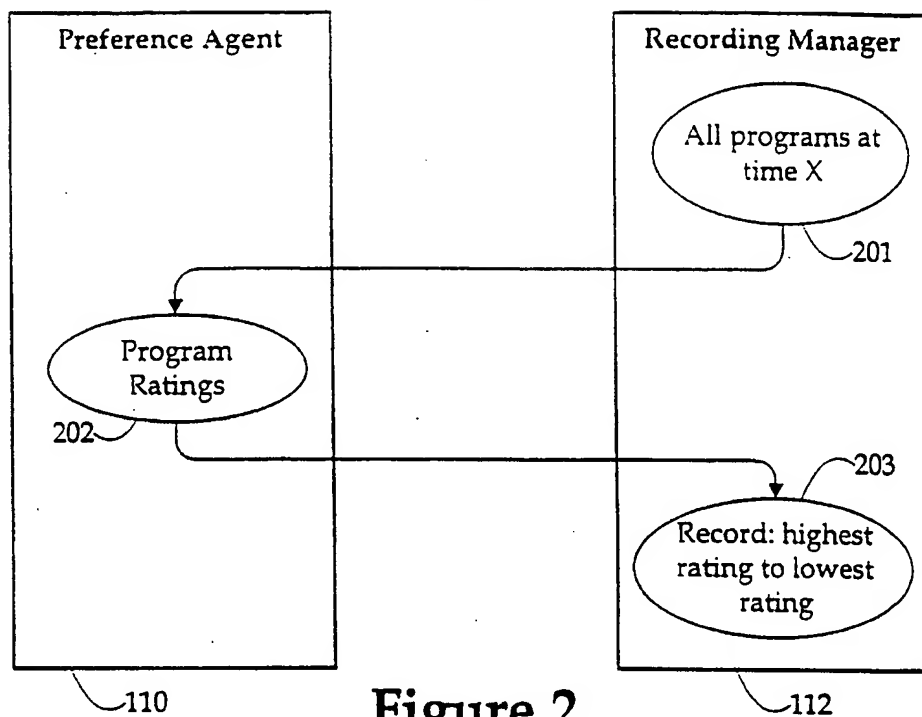 Preference Agent
Recording Manager
All programs at
time X
201
Program
Ratings
202
203
Record: highest
rating to lowest
rating
110
Figure 2
112